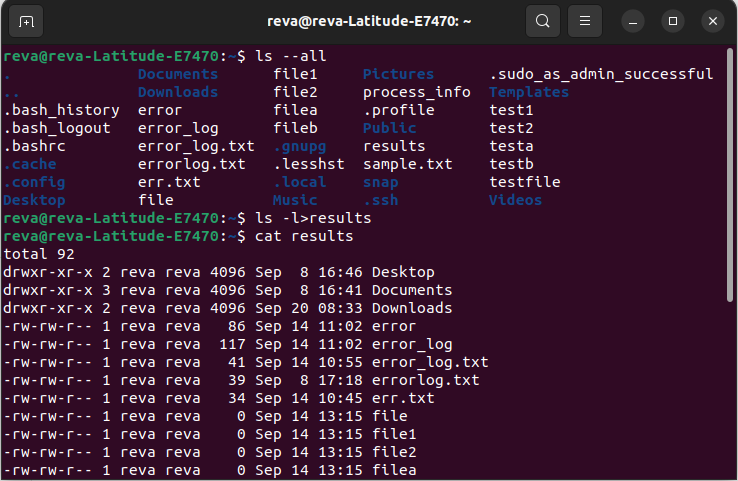 reva@reva-Latitude-E7470: ~
reva@reva-Latitude-E7470:~$ ls --all
. Documents file1 Pictures .sudo_as_admin_successful
.. Downloads file2 process_info Templates
.bash_history error filea .profile test1
.bash_logout error_log fileb Public test2
.bashrc error_log.txt .gnupg results testa
.cache errorlog.txt .lesshst sample.txt testb
.config err.txt .local snap testfile
Desktop file Music .ssh Videos
reva@reva-Latitude-E7470:~$ ls -l>results
reva@reva-Latitude-E7470:~$ cat results
total 92
drwxr-xr-x 2 reva reva 4096 Sep  8 16:46 Desktop
drwxr-xr-x 3 reva reva 4096 Sep  8 16:41 Documents
drwxr-xr-x 2 reva reva 4096 Sep 20 08:33 Downloads
-rw-rw-r-- 1 reva reva   86 Sep 14 11:02 error
-rw-rw-r-- 1 reva reva  117 Sep 14 11:02 error_log
-rw-rw-r-- 1 reva reva   41 Sep 14 10:55 error_log.txt
-rw-rw-r-- 1 reva reva   39 Sep  8 17:18 errorlog.txt
-rw-rw-r-- 1 reva reva   34 Sep 14 10:45 err.txt
-rw-rw-r-- 1 reva reva    0 Sep 14 13:15 file
-rw-rw-r-- 1 reva reva    0 Sep 14 13:15 file1
-rw-rw-r-- 1 reva reva    0 Sep 14 13:15 file2
-rw-rw-r-- 1 reva reva    0 Sep 14 13:15 filea